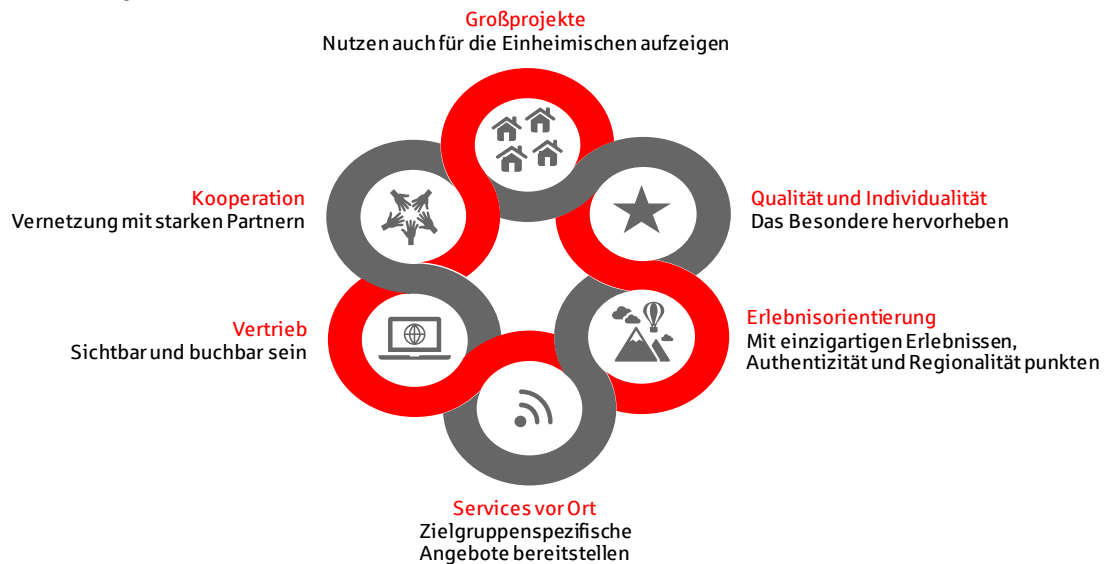 Großprojekte
Nutzen auch für die Einheimischen aufzeigen
Kooperation
Vernetzung mit starken Partnern
Qualität und Individualität
Das Besondere hervorheben
Vertrieb
Sichtbar und buchbar sein
Erlebnisorientierung
Mit einzigartigen Erlebnissen,
Authentizität und Regionalität punkten
Services vor Ort
Zielgruppenspezifische
Angebote bereitstellen